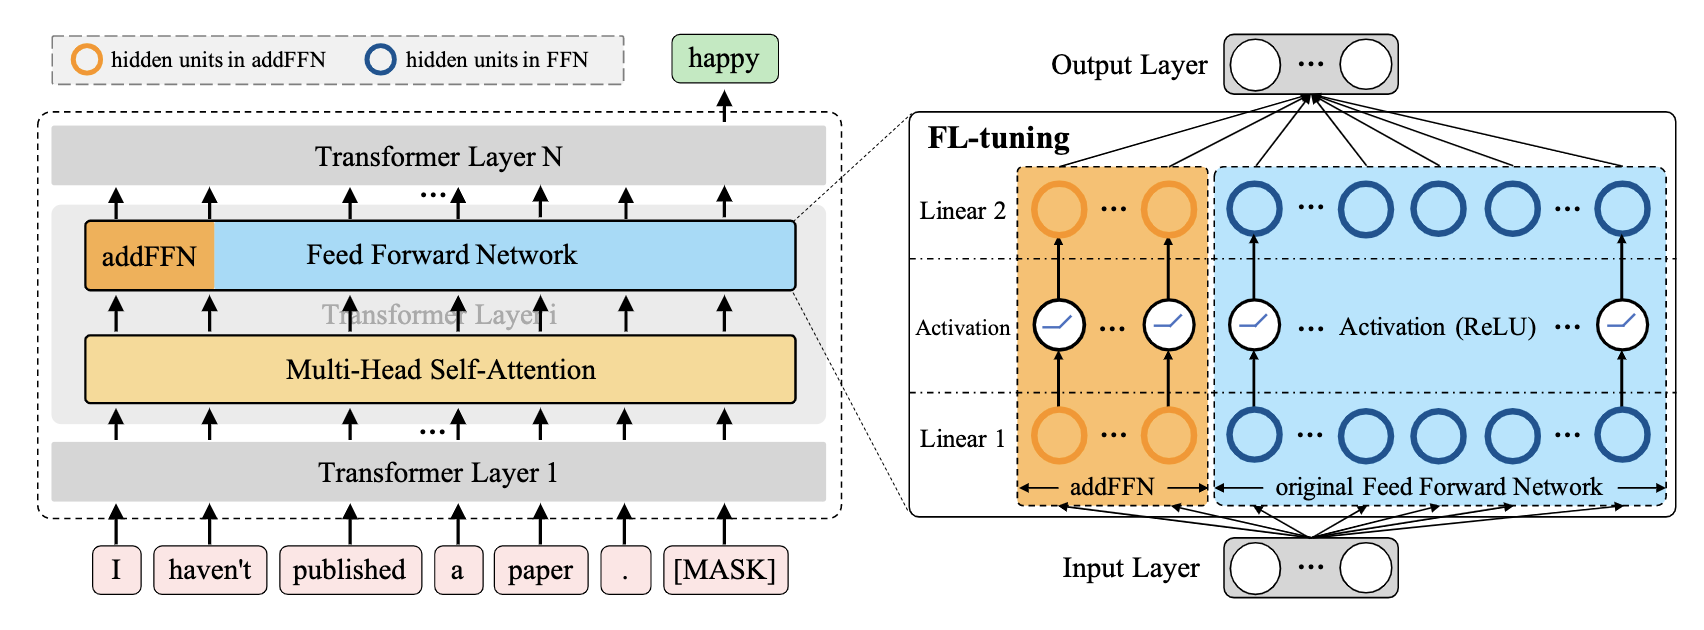 hidden units in addFFN hidden units in FFN
happy
Transformer Layer N
...
addFFN Feed Forward Network
Transformer Layer i
Multi-Head Self-Attention
...
Transformer Layer 1
I haven't published a paper . [MASK]
Output Layer ...
FL-tuning
Linear 2 ... ... ...
Activation ... ... Activation (ReLU) ...
Linear 1 ... ... ...
addFFN original Feed Forward Network
Input Layer ...